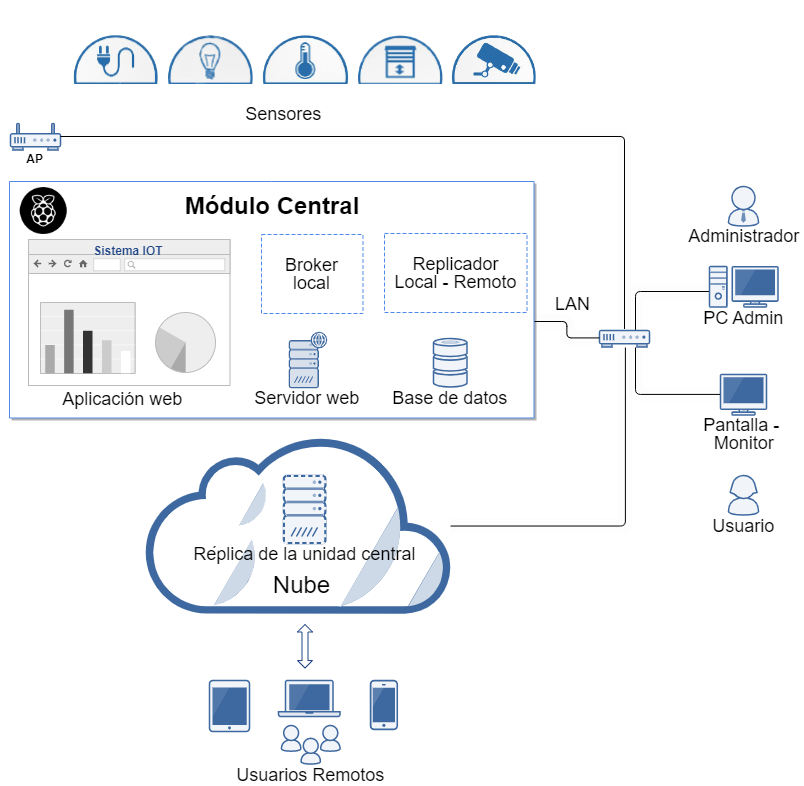 Sensores
AP
Módulo Central
Sistema IOT
Broker
local
Replicador
Local - Remoto
Aplicación web
Servidor web
Base de datos
LAN
Administrador
PC Admin
Pantalla -
Monitor
Usuario
Réplica de la unidad central
Nube
Usuarios Remotos